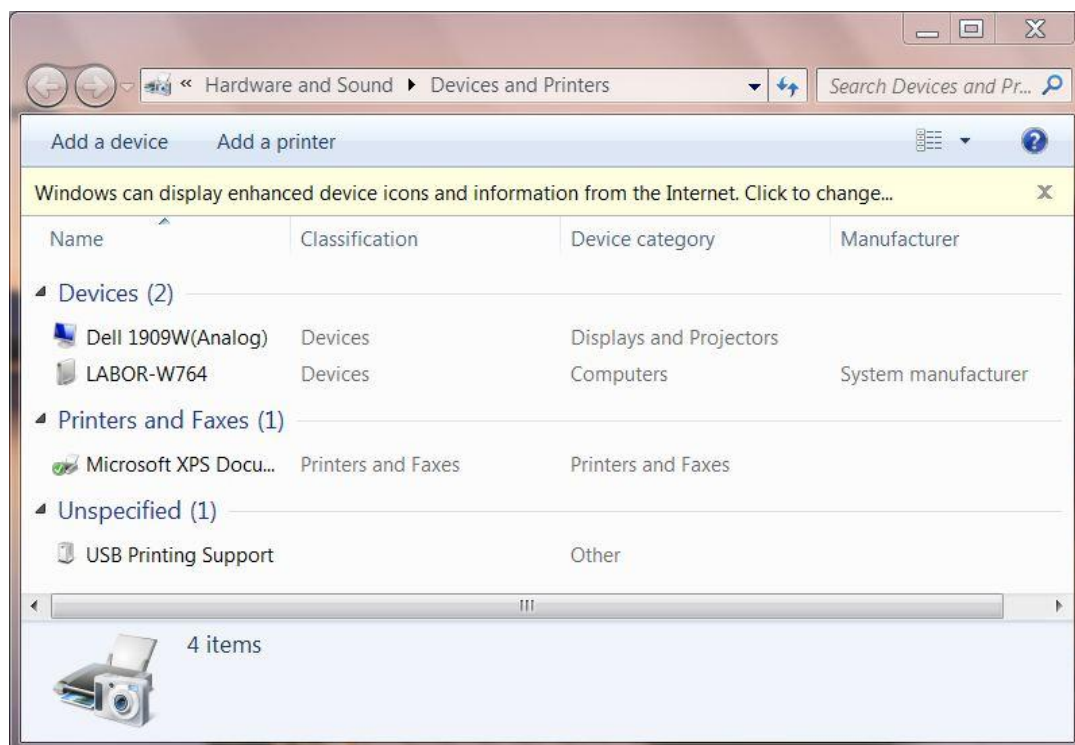 « Hardware and Sound ▸ Devices and Printers Search Devices and Pr...
Add a device Add a printer
Windows can display enhanced device icons and information from the Internet. Click to change...
Name Classification Device category Manufacturer
Devices (2)
Dell 1909W(Analog) Devices Displays and Projectors
LABOR-W764 Devices Computers System manufacturer
Printers and Faxes (1)
Microsoft XPS Docu... Printers and Faxes Printers and Faxes
Unspecified (1)
USB Printing Support Other
4 items